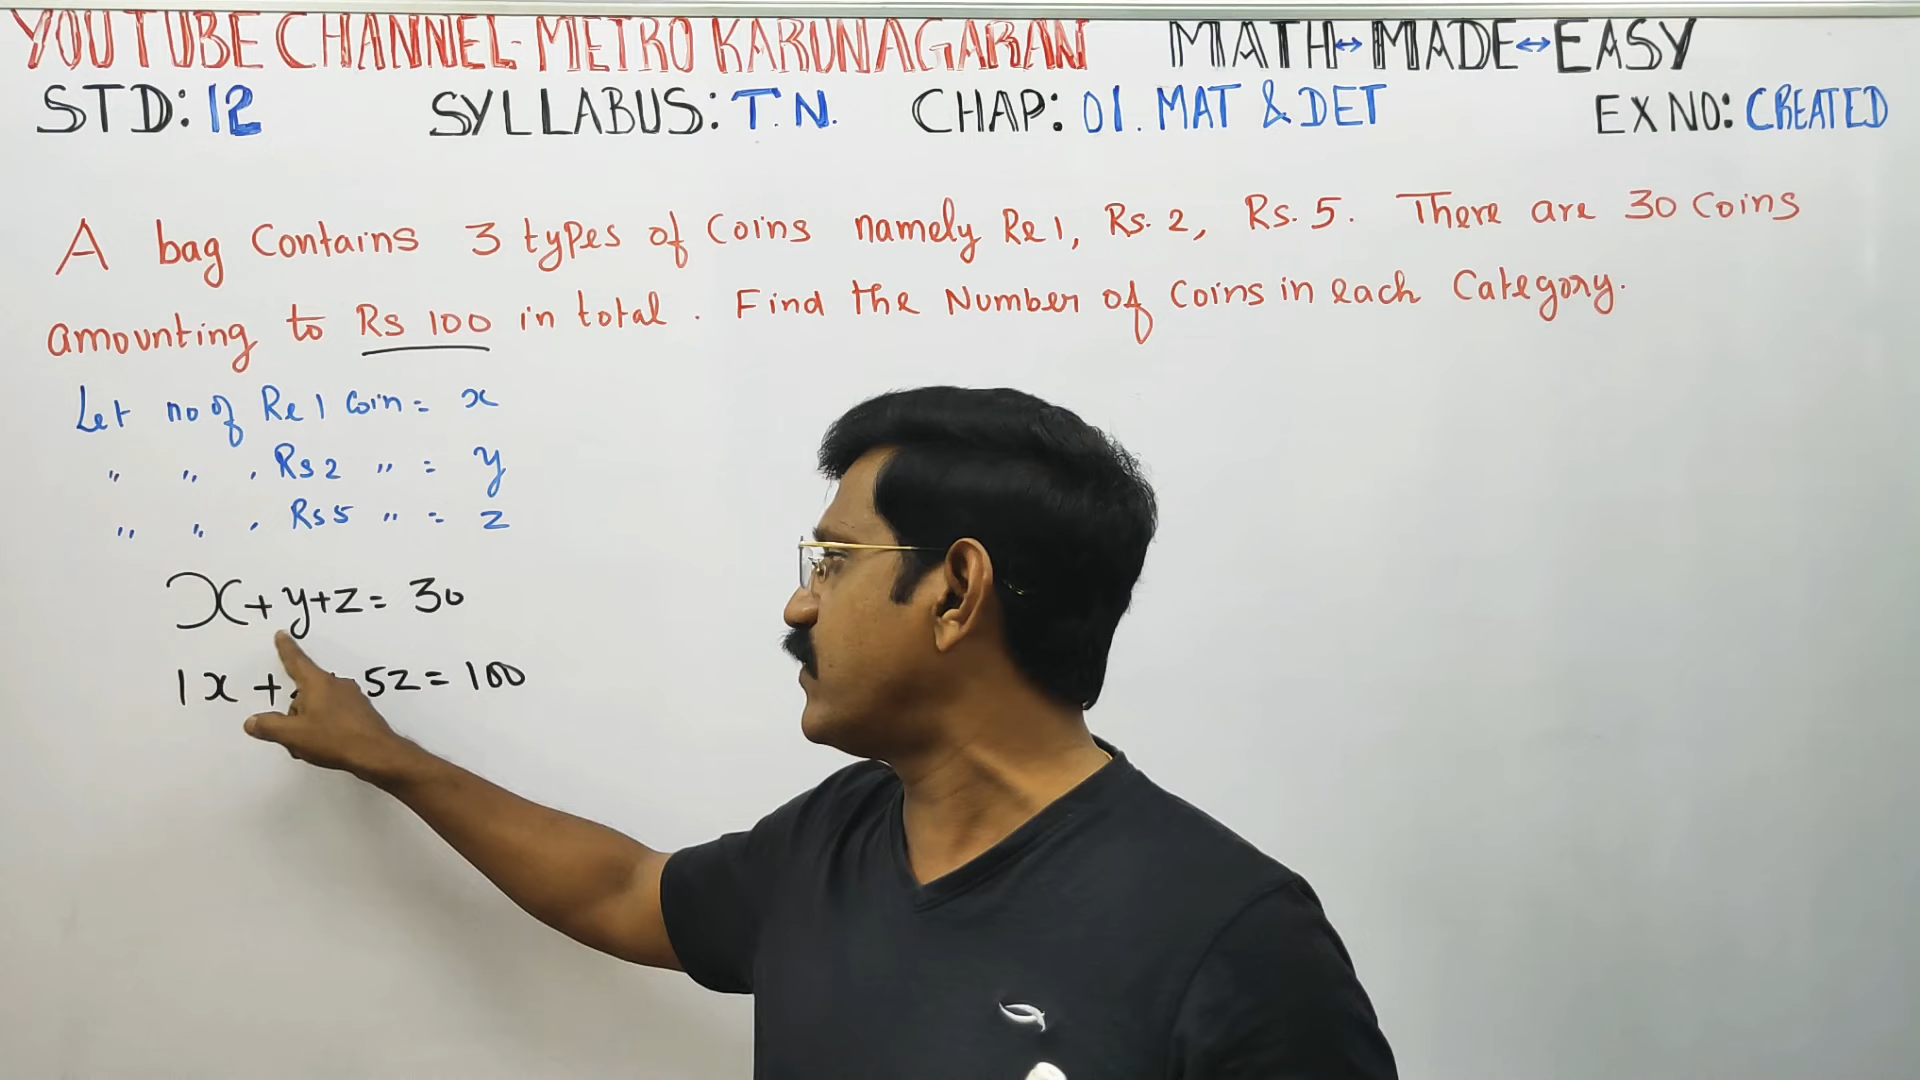 YOUTUBE CHANNEL-METRO KARUNAGARAN MATH↔MADE↔EASY
STD: 12 SYLLABUS: T.N. CHAP: 01. MAT & DET EX NO: CREATED
A bag Contains 3 types of Coins namely Re 1, Rs. 2, Rs. 5. There are 30 Coins
amounting to Rs 100 in total. Find the Number of Coins in each Category.
Let no of Re 1 Coin = x
" " " Rs 2 " = y
" " " Rs 5 " = z
x+y+z= 30
1x + 5z = 100